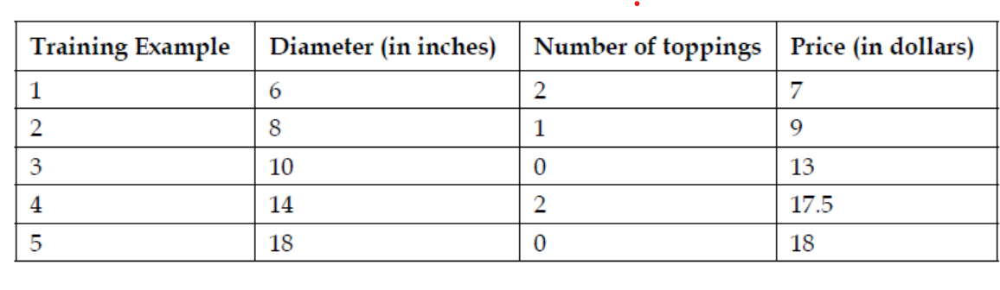 Training Example Diameter (in inches) Number of toppings Price (in dollars)
1 6 2 7
2 8 1 9
3 10 0 13
4 14 2 17.5
5 18 0 18